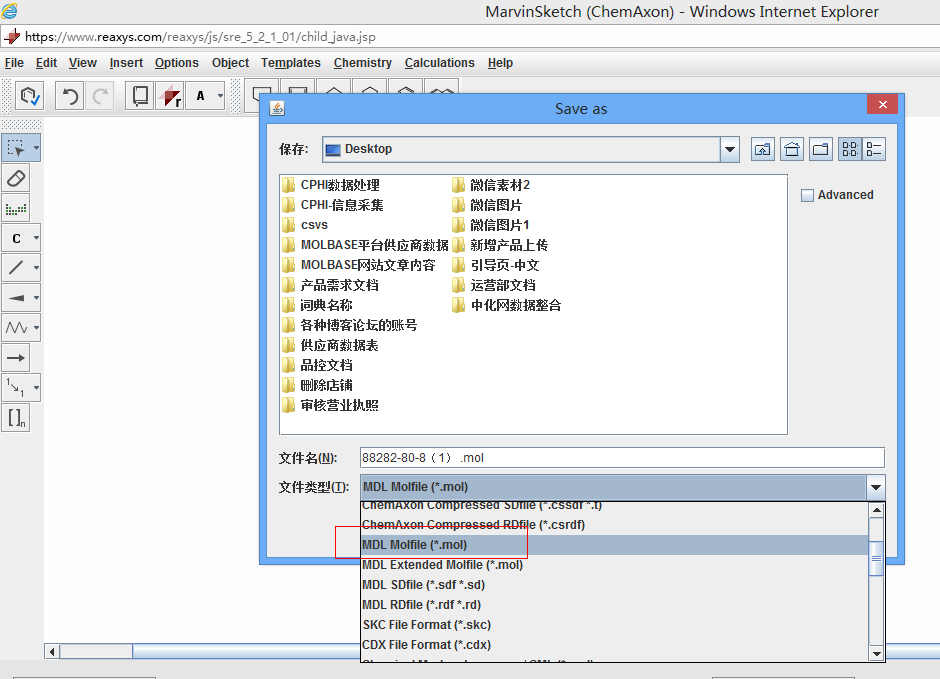 MarvinSketch (ChemAxon) - Windows Internet Explorer
https://www.reaxys.com/reaxys/js/sre_5_2_1_01/child_java.jsp
File Edit View Insert Options Object Templates Chemistry Calculations Help
r A
Save as
保存: Desktop
CPHI数据处理
CPHI-信息采集
csvs
MOLBASE平台供应商数据
MOLBASE网站文章内容
产品需求文档
词典名称
各种博客论坛的账号
供应商数据表
品控文档
删除店铺
审核营业执照
微信素材2
微信图片
微信图片1
新增产品上传
引导页-中文
运营部文档
中化网数据整合
Advanced
C
1
1
[ ]n
文件名(N): 88282-80-8（1）.mol
文件类型(T): MDL Molfile (*.mol)
ChemAxon Compressed SDfile (*.cssdf *.t)
ChemAxon Compressed RDfile (*.csrdf)
MDL Molfile (*.mol)
MDL Extended Molfile (*.mol)
MDL SDfile (*.sdf *.sd)
MDL RDfile (*.rdf *.rd)
SKC File Format (*.skc)
CDX File Format (*.cdx)